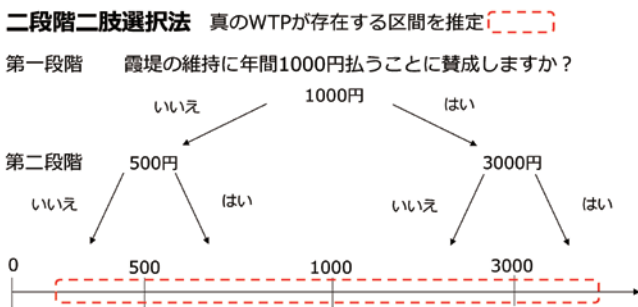 二段階二肢選択法 真のWTPが存在する区間を推定
第一段階 霞堤の維持に年間1000円払うことに賛成しますか？
1000円
いいえ はい
第二段階 500円 3000円
いいえ はい いいえ はい
0 500 1000 3000